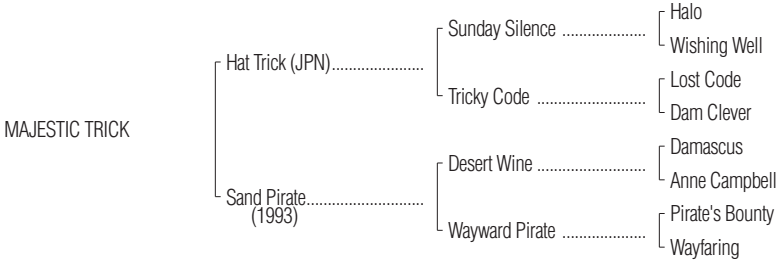 Halo
Sunday Silence ....................
Wishing Well
Hat Trick (JPN)......................
Lost Code
Tricky Code ..........................
Dam Clever
MAJESTIC TRICK
Damascus
Desert Wine ..........................
Anne Campbell
Sand Pirate............................
(1993)
Pirate's Bounty
Wayward Pirate ....................
Wayfaring